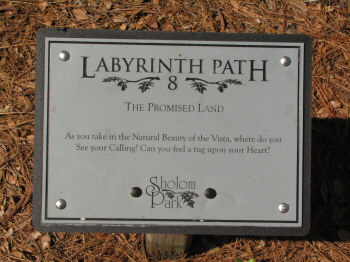 LABYRINTH PATH
8
THE PROMISED LAND
As you take in the Natural Beauty of the Vista, where do you
See your Calling? Can you feel a tug upon your Heart?
Sholom
Park